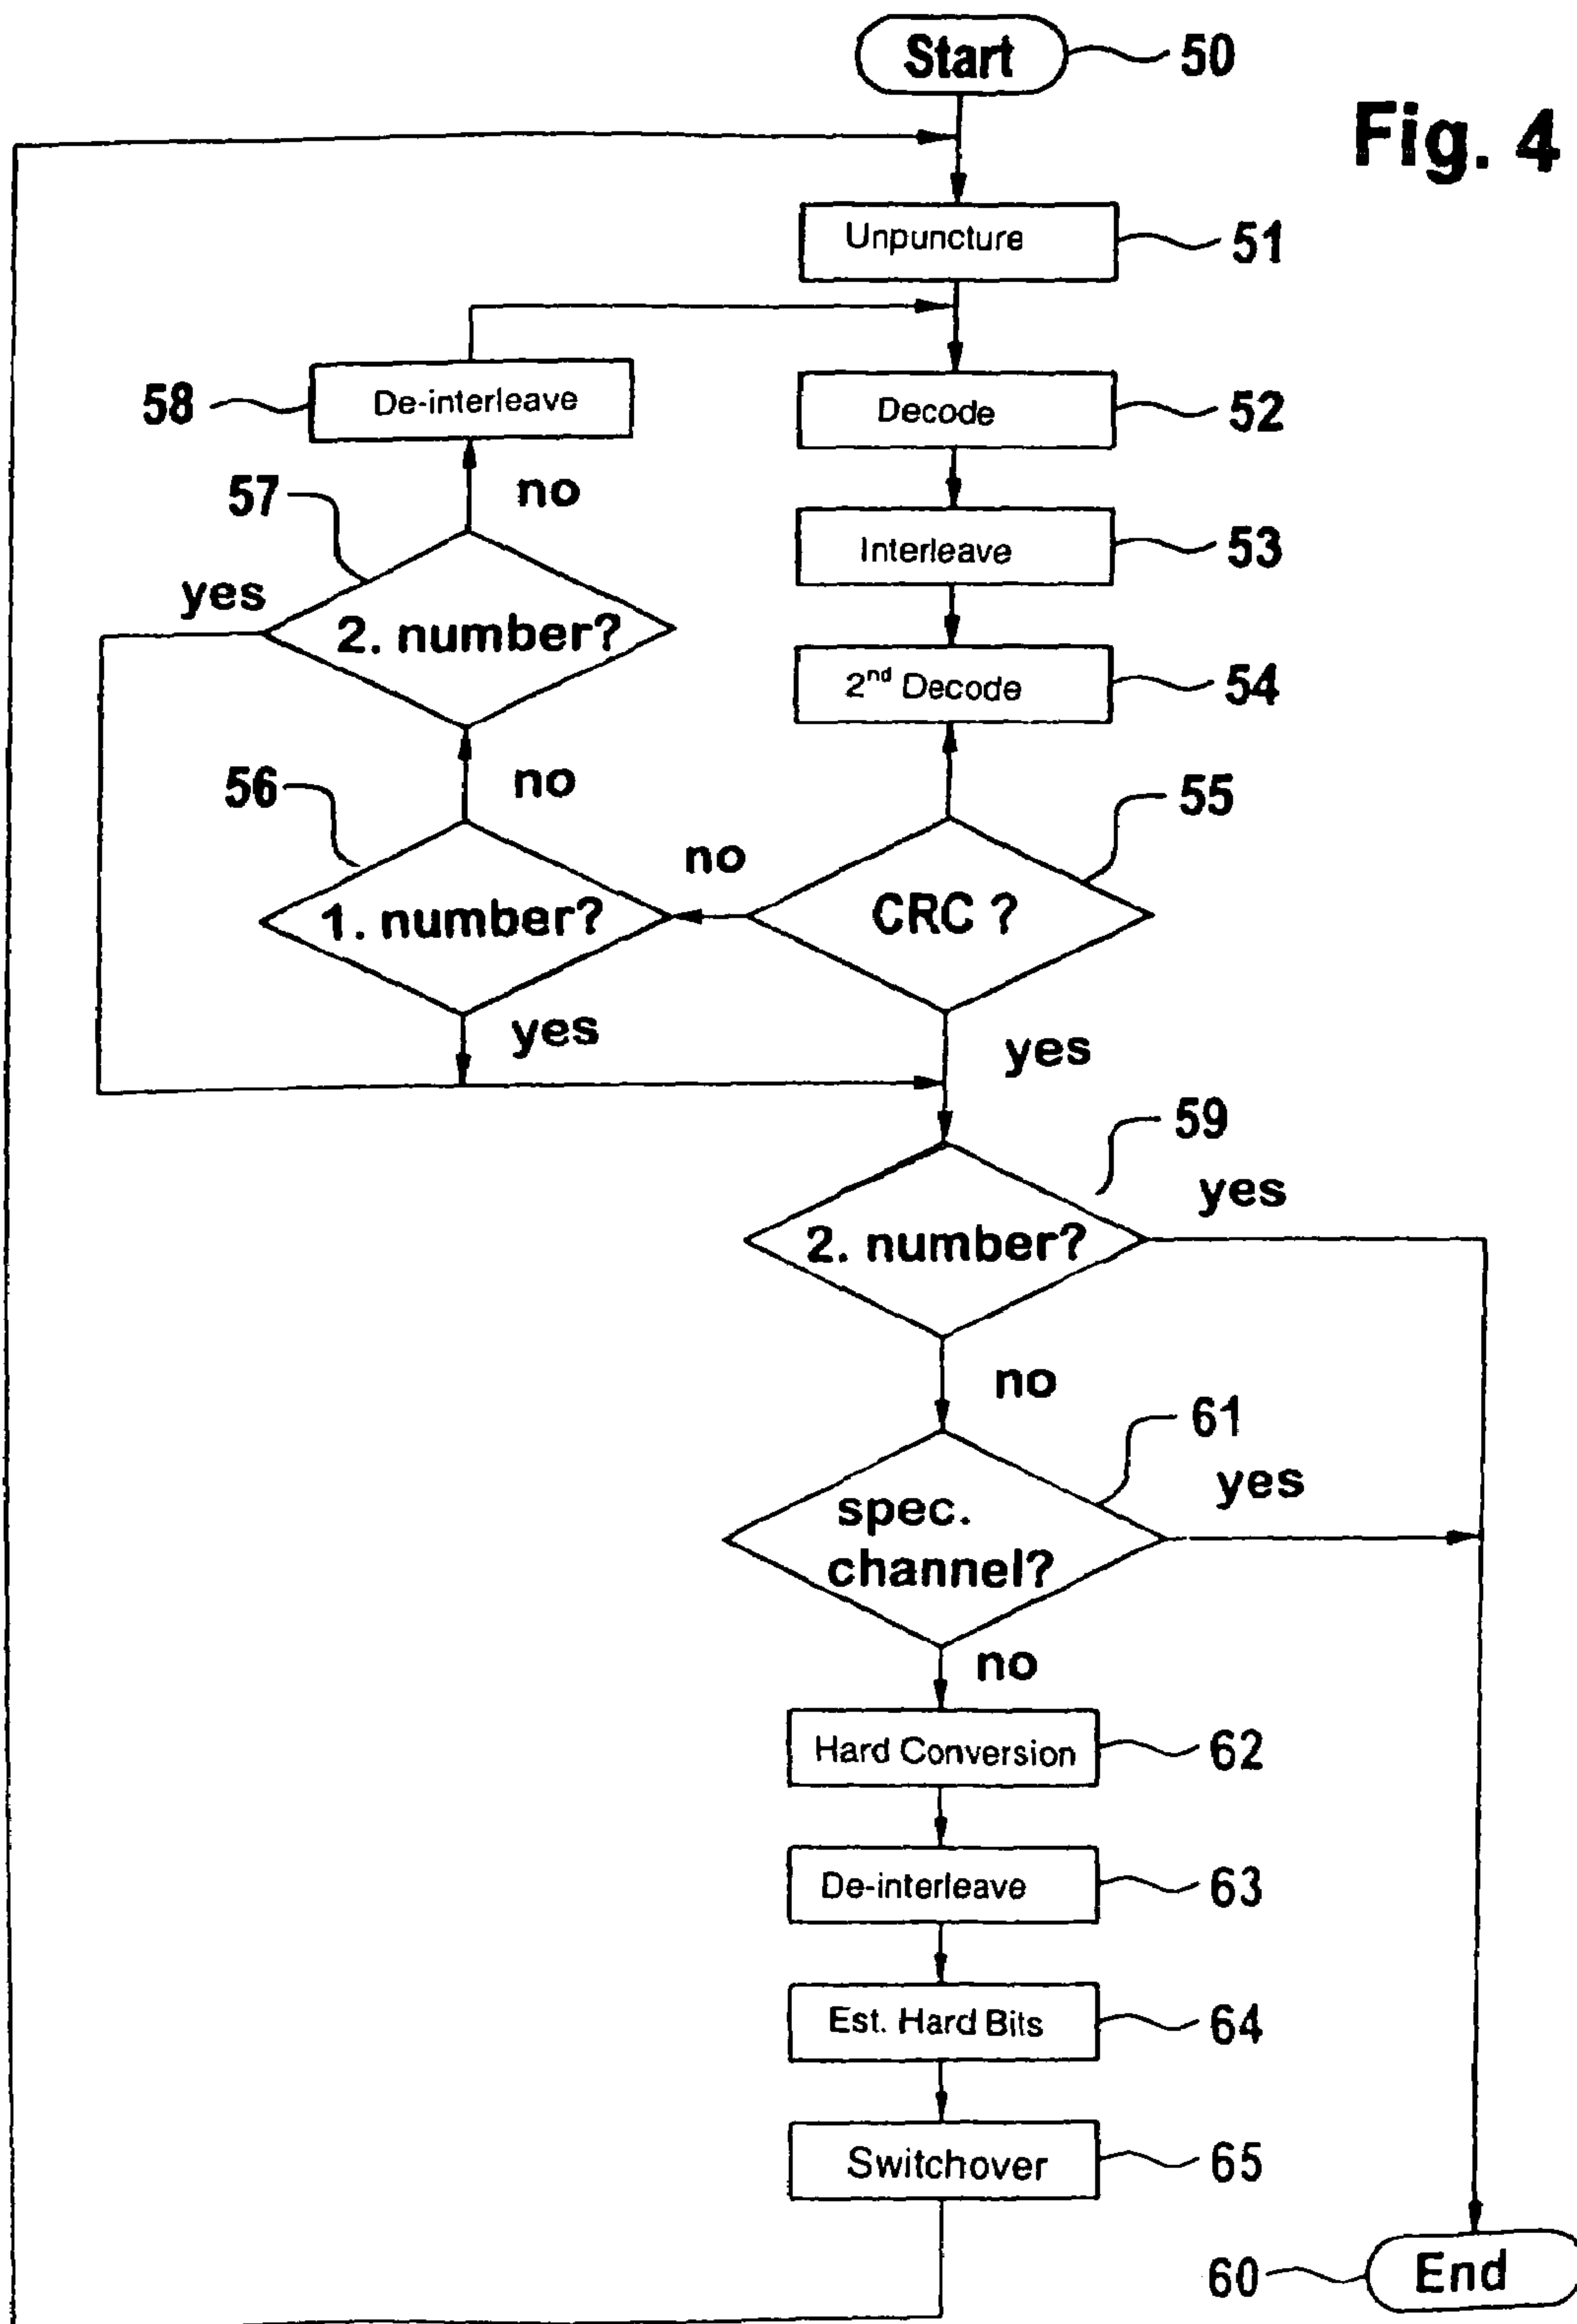 Start
50
Fig. 4
Unpuncture
51
58
De-interleave
Decode
52
57
no
Interleave
53
yes
2. number?
2nd Decode
54
56
no
55
no
1. number?
CRC ?
yes
yes
59
yes
2. number?
no
61
yes
spec.
channel?
no
Hard Conversion
62
De-interleave
63
Est. Hard Bits
64
Switchover
65
60
End